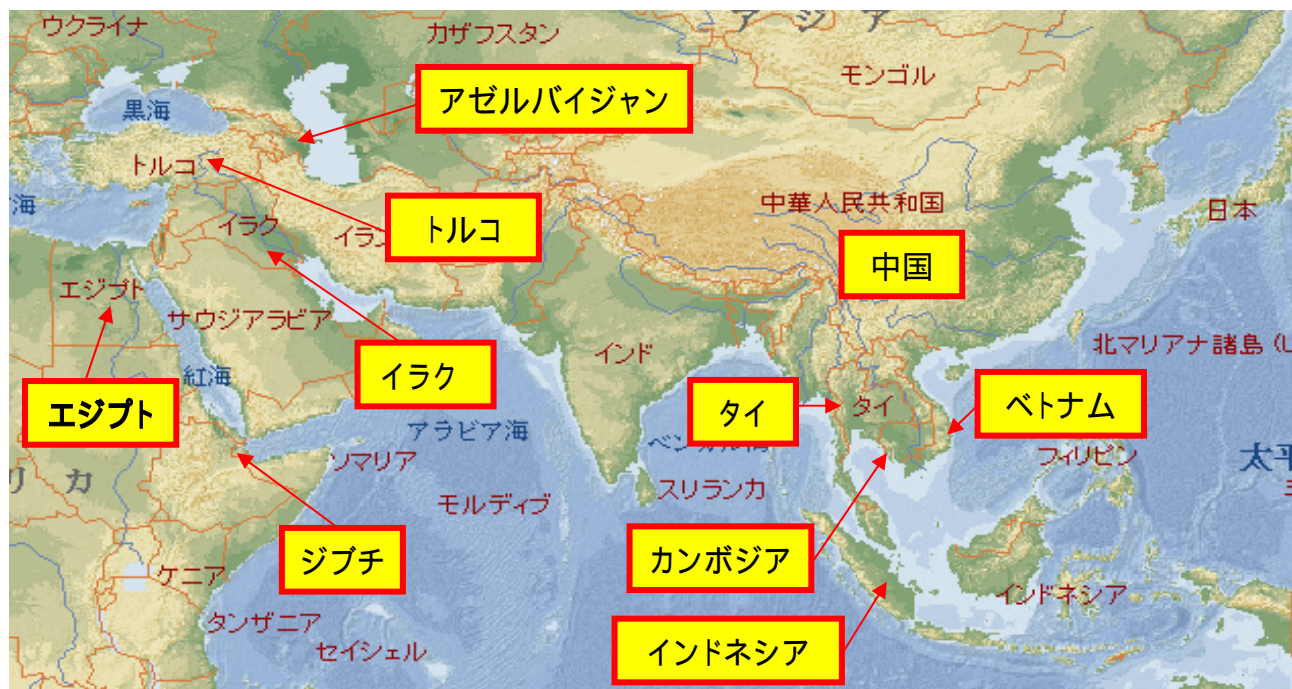 ウクライナ
カザフスタン
ア ジ ア
モンゴル
アゼルバイジャン
黒海
トルコ
中華人民共和国
日本
海
イラク
トルコ
中国
エジプト
サウジアラビア
インド
北マリアナ諸島 (U
イラク
紅海
エジプト
タイ
タイ
ベトナム
アラビア海
ソマリア
フィリピン
太平
リ カ
モルディブ
スリランカ
ジブチ
カンボジア
ケニア
インドネシア
タンザニア
セイシェル
インドネシア